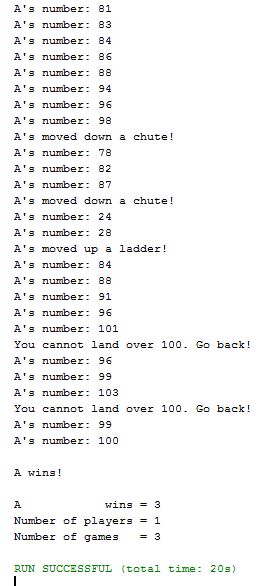 A's number: 81
A's number: 83
A's number: 84
A's number: 86
A's number: 88
A's number: 94
A's number: 96
A's number: 98
A's moved down a chute!
A's number: 78
A's number: 82
A's number: 87
A's moved down a chute!
A's number: 24
A's number: 28
A's moved up a ladder!
A's number: 84
A's number: 88
A's number: 91
A's number: 96
A's number: 101
You cannot land over 100. Go back!
A's number: 96
A's number: 99
A's number: 103
You cannot land over 100. Go back!
A's number: 99
A's number: 100
A wins!
A            wins = 3
Number of players = 1
Number of games   = 3
RUN SUCCESSFUL (total time: 20s)